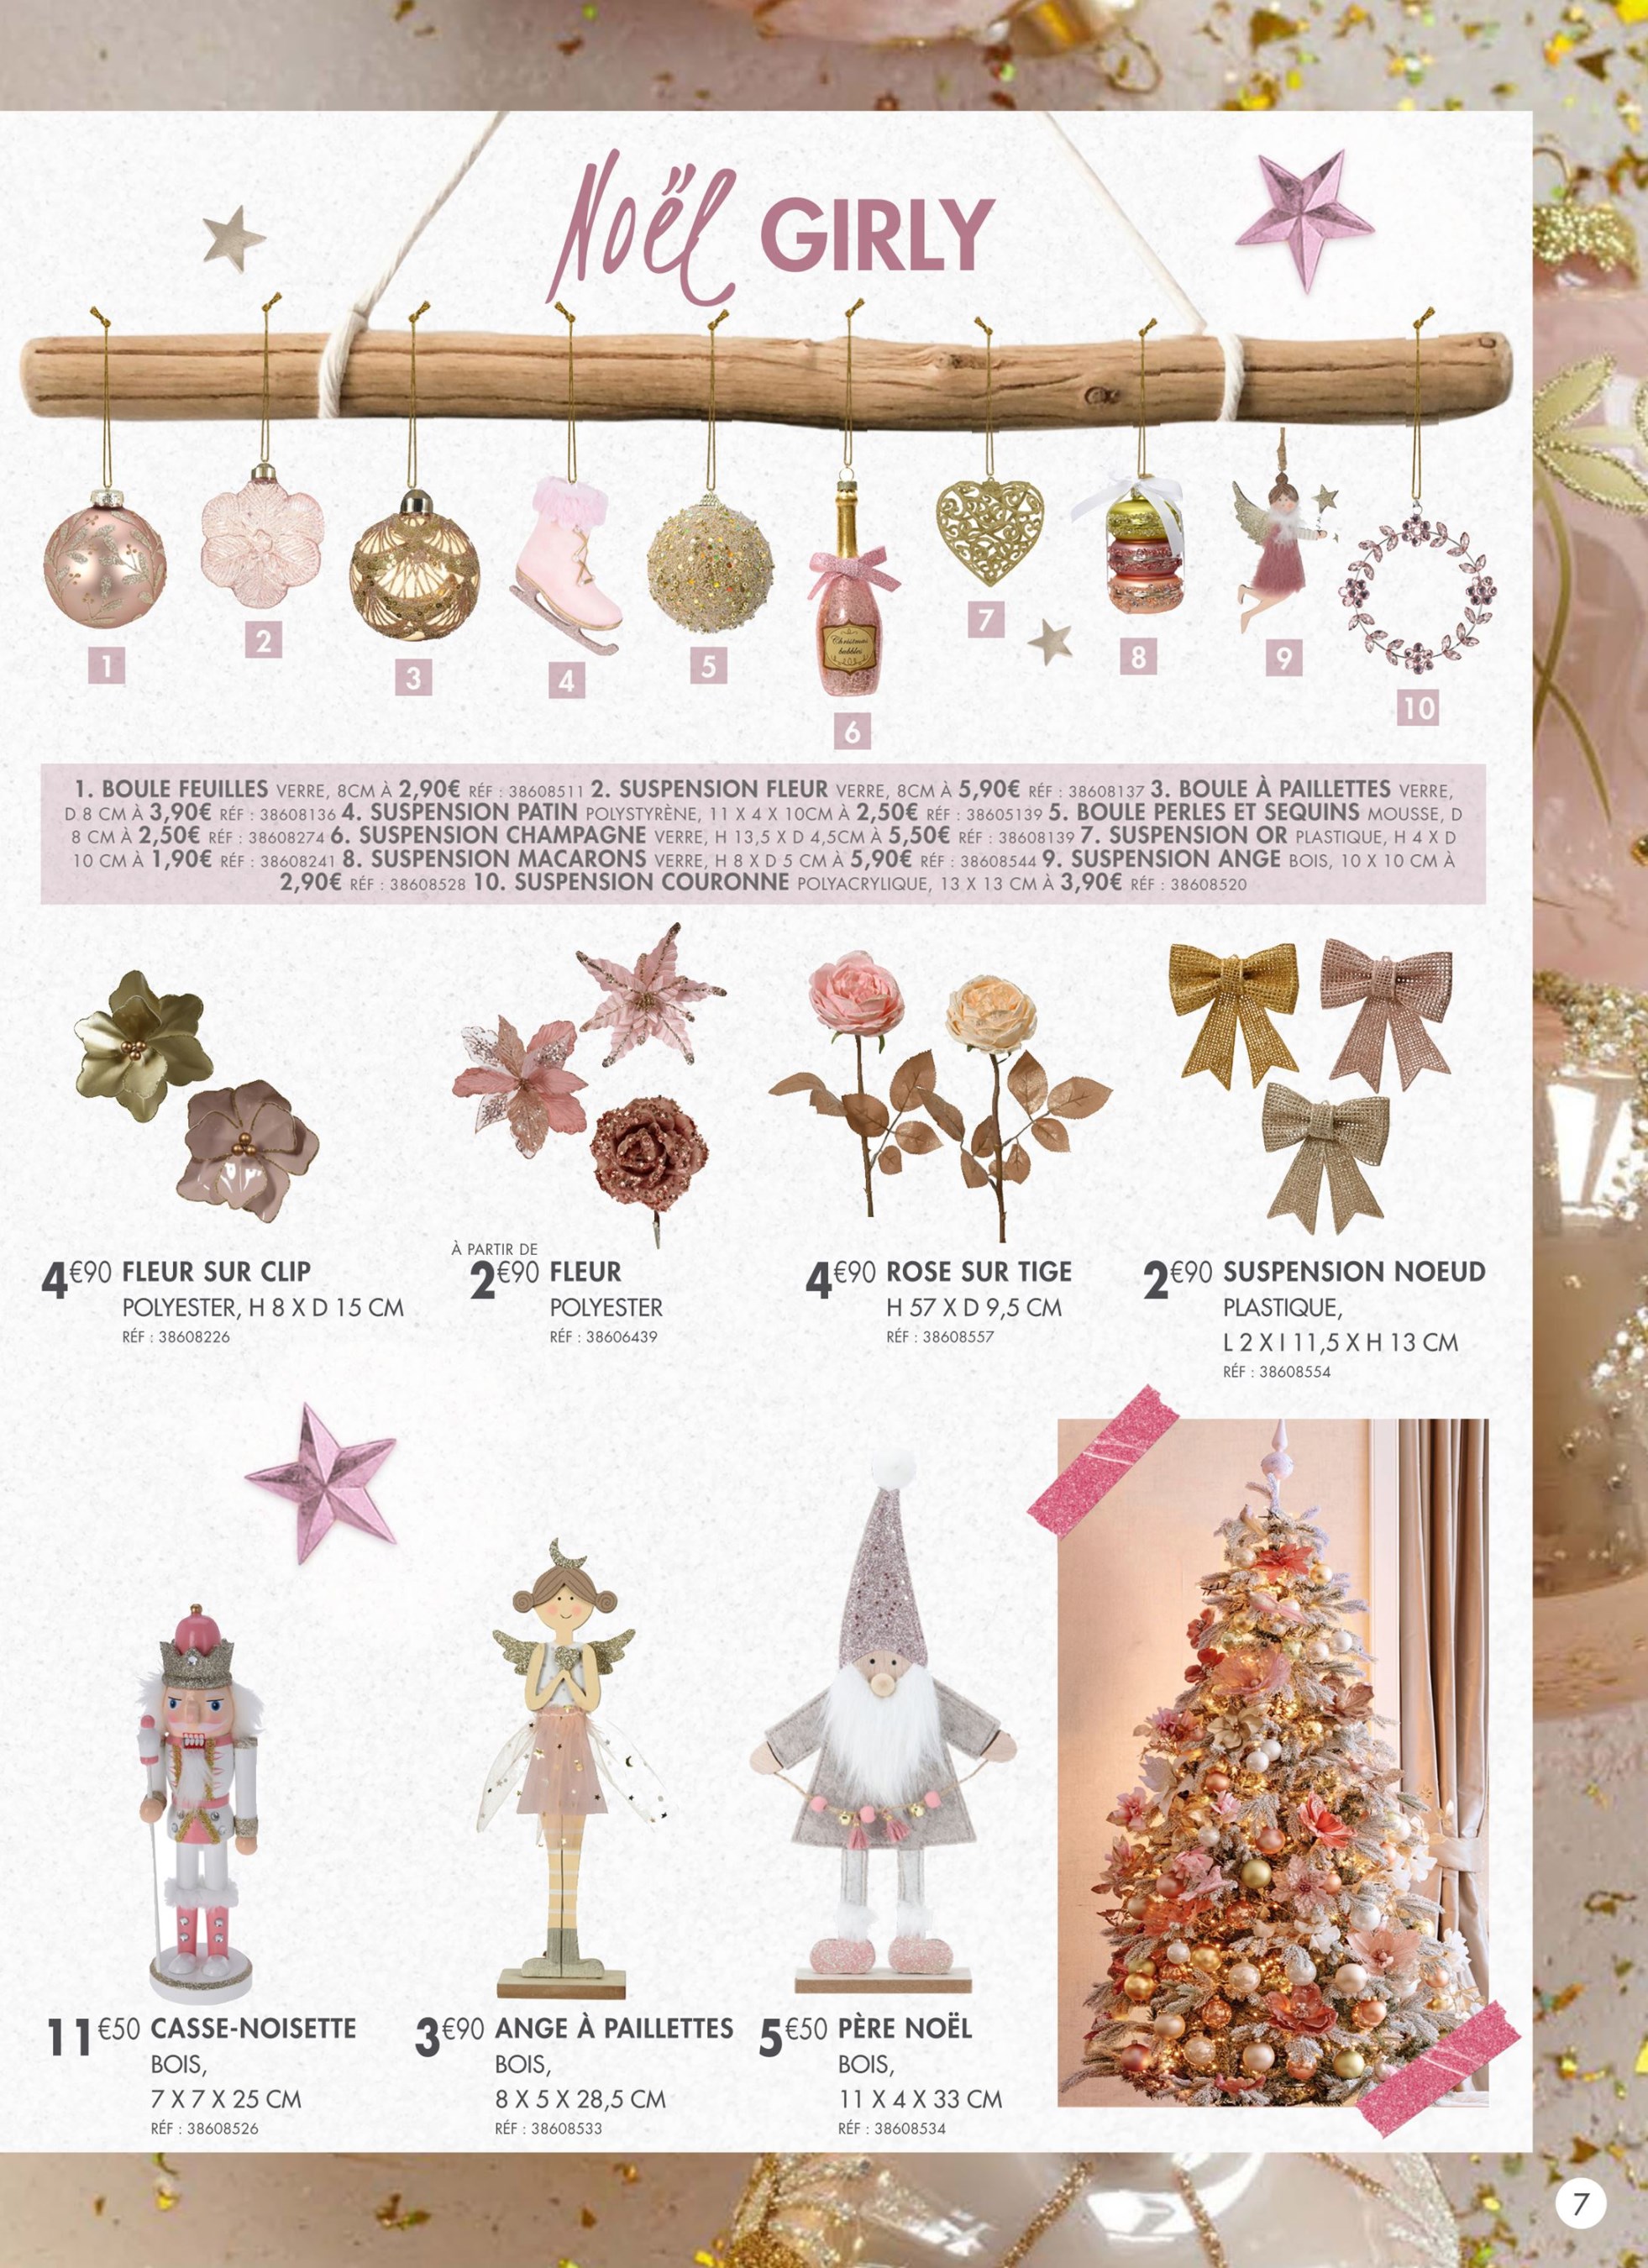 Noël GIRLY
1
2
3
4
5
Christmas
bubbles
6
7
8
9
10
1. BOULE FEUILLES VERRE, 8CM À 2,90€ RÉF : 38608511 2. SUSPENSION FLEUR VERRE, 8CM À 5,90€ RÉF : 38608137 3. BOULE À PAILLETTES VERRE,
D 8 CM À 3,90€ RÉF : 38608136 4. SUSPENSION PATIN POLYSTYRÈNE, 11 X 4 X 10CM À 2,50€ RÉF : 38605139 5. BOULE PERLES ET SEQUINS MOUSSE, D
8 CM À 2,50€ RÉF : 38608274 6. SUSPENSION CHAMPAGNE VERRE, H 13,5 X D 4,5CM À 5,50€ RÉF : 38608139 7. SUSPENSION OR PLASTIQUE, H 4 X D
10 CM À 1,90€ RÉF : 38608241 8. SUSPENSION MACARONS VERRE, H 8 X D 5 CM À 5,90€ RÉF : 38608544 9. SUSPENSION ANGE BOIS, 10 X 10 CM À
2,90€ RÉF : 38608528 10. SUSPENSION COURONNE POLYACRYLIQUE, 13 X 13 CM À 3,90€ RÉF : 38608520
4€90 FLEUR SUR CLIP
POLYESTER, H 8 X D 15 CM
RÉF : 38608226
À PARTIR DE
2€90 FLEUR
POLYESTER
RÉF : 38606439
4€90 ROSE SUR TIGE
H 57 X D 9,5 CM
RÉF : 38608557
2€90 SUSPENSION NOEUD
PLASTIQUE,
L 2 X l 11,5 X H 13 CM
RÉF : 38608554
11€50 CASSE-NOISETTE
BOIS,
7 X 7 X 25 CM
RÉF : 38608526
3€90 ANGE À PAILLETTES
BOIS,
8 X 5 X 28,5 CM
RÉF : 38608533
5€50 PÈRE NOËL
BOIS,
11 X 4 X 33 CM
RÉF : 38608534
7